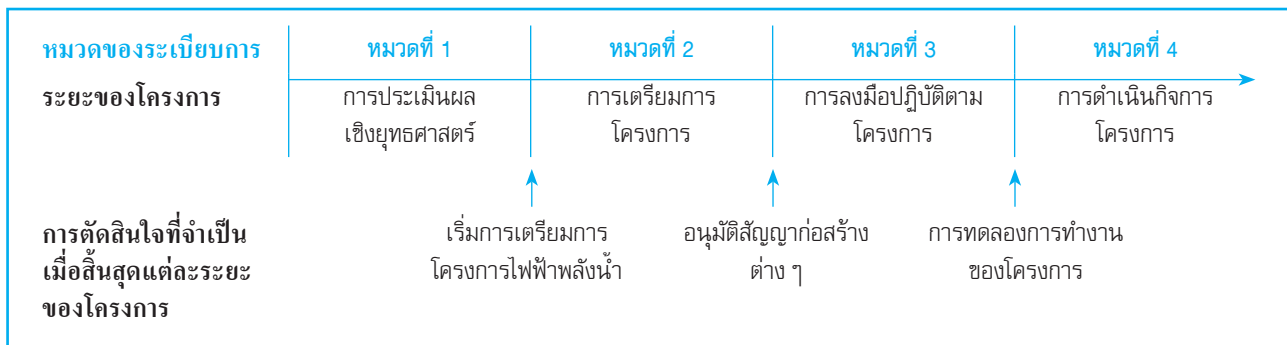 หมวดของระเบียบการ หมวดที่ 1 หมวดที่ 2 หมวดที่ 3 หมวดที่ 4
ระยะของโครงการ การประเมินผล การเตรียมการ การลงมือปฏิบัติตาม การดำเนินกิจการ
เชิงยุทธศาสตร์ โครงการ โครงการ โครงการ
การตัดสินใจที่จำเป็น เริ่มการเตรียมการ อนุมัติสัญญาก่อสร้าง การทดลองการทำงาน
เมื่อสิ้นสุดแต่ละระยะ โครงการไฟฟ้าพลังน้ำ ต่าง ๆ ของโครงการ
ของโครงการ